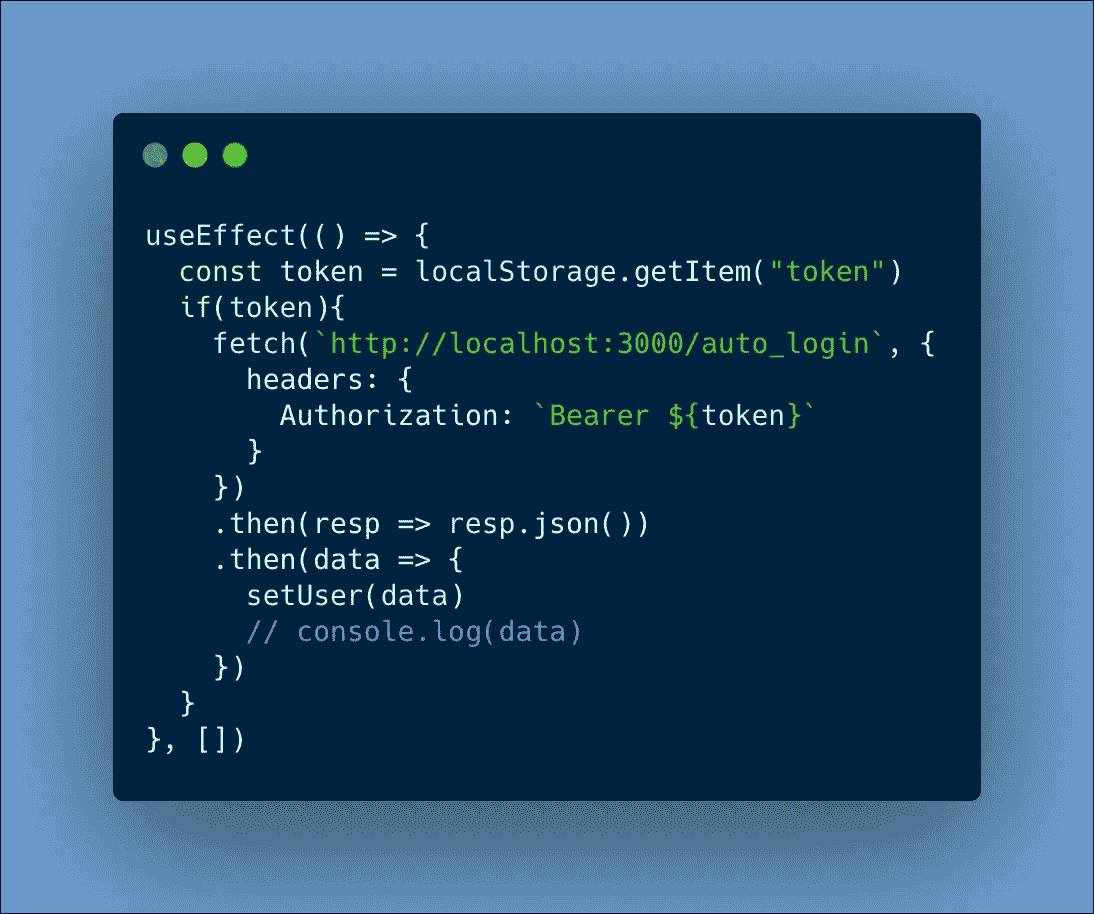 useEffect(() => {
  const token = localStorage.getItem("token")
  if(token){
    fetch(`http://localhost:3000/auto_login`, {
      headers: {
        Authorization: `Bearer ${token}`
      }
    })
    .then(resp => resp.json())
    .then(data => {
      setUser(data)
      // console.log(data)
    })
  }
}, [])